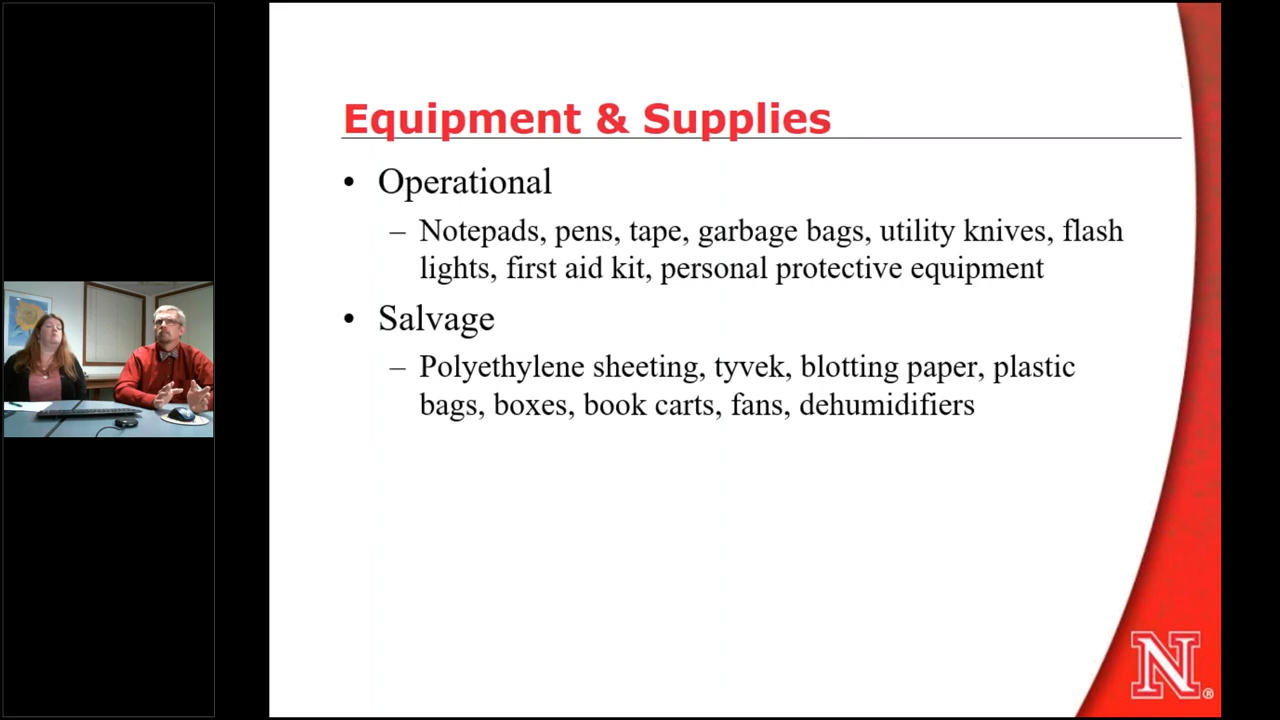 Equipment & Supplies
• Operational
– Notepads, pens, tape, garbage bags, utility knives, flash
lights, first aid kit, personal protective equipment
• Salvage
– Polyethylene sheeting, tyvek, blotting paper, plastic
bags, boxes, book carts, fans, dehumidifiers
N®